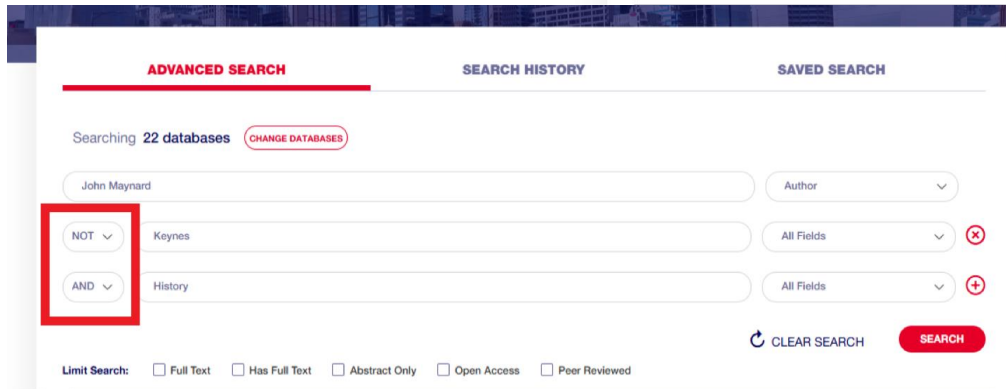 ADVANCED SEARCH SEARCH HISTORY SAVED SEARCH
Searching 22 databases CHANGE DATABASES
John Maynard Author
NOT Keynes All Fields
AND History All Fields
CLEAR SEARCH SEARCH
Limit Search: Full Text Has Full Text Abstract Only Open Access Peer Reviewed